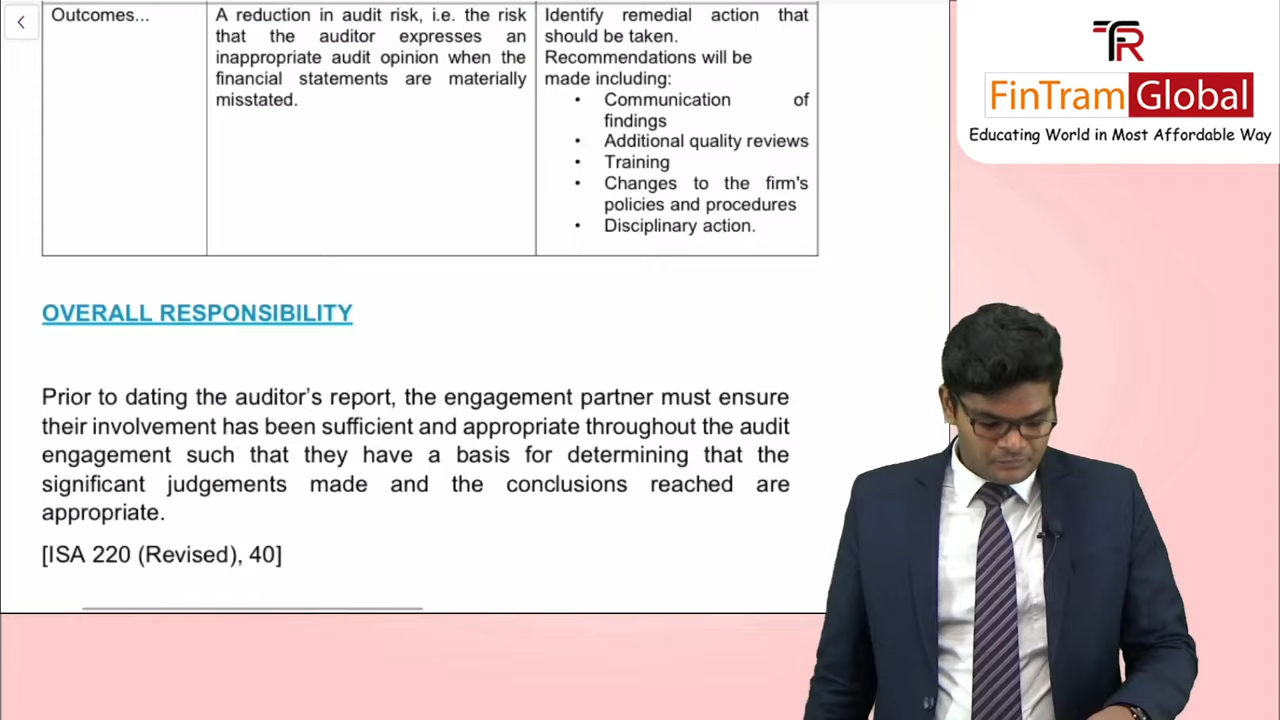 Outcomes...
A reduction in audit risk, i.e. the risk
that the auditor expresses an
inappropriate audit opinion when the
financial statements are materially
misstated.
Identify remedial action that
should be taken.
Recommendations will be
made including:
• Communication of
findings
• Additional quality reviews
• Training
• Changes to the firm's
policies and procedures
• Disciplinary action.
OVERALL RESPONSIBILITY
Prior to dating the auditor's report, the engagement partner must ensure
their involvement has been sufficient and appropriate throughout the audit
engagement such that they have a basis for determining that the
significant judgements made and the conclusions reached are
appropriate.
[ISA 220 (Revised), 40]
TR
FinTram Global
Educating World in Most Affordable Way